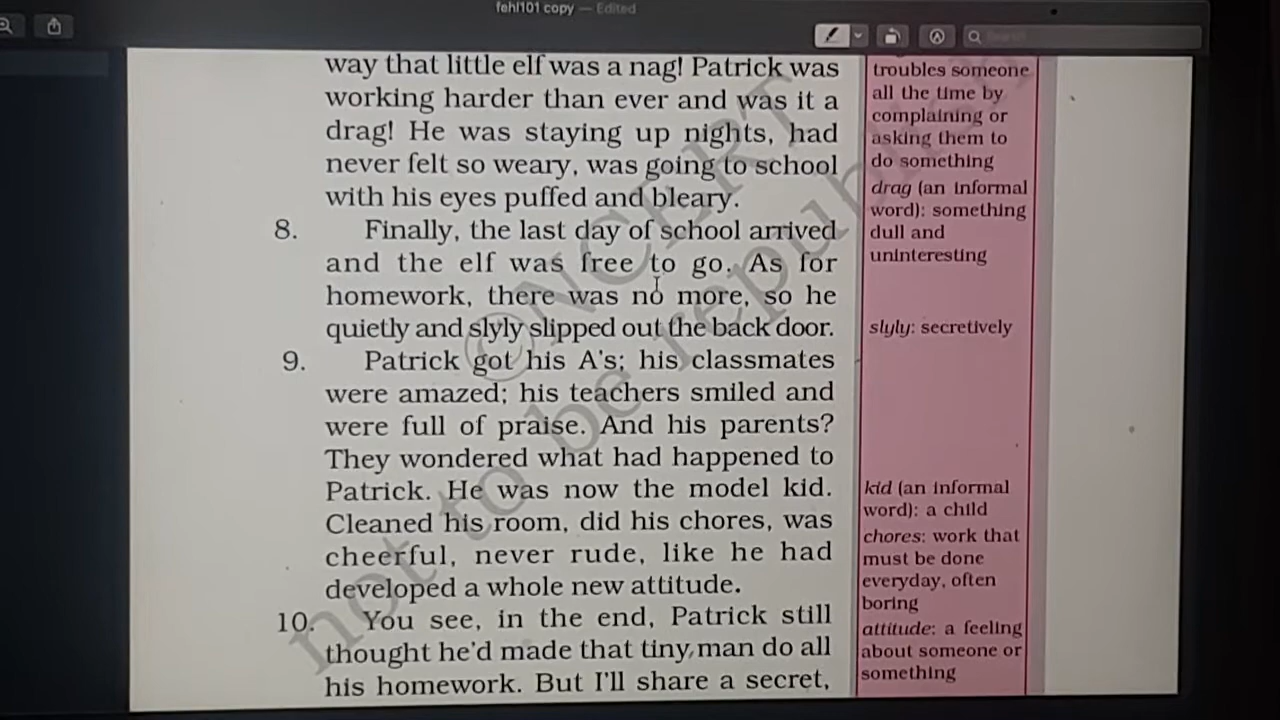 fehl101 copy — Edited
way that little elf was a nag! Patrick was
working harder than ever and was it a
drag! He was staying up nights, had
never felt so weary, was going to school
with his eyes puffed and bleary.
8. Finally, the last day of school arrived
and the elf was free to go. As for
homework, there was no more, so he
quietly and slyly slipped out the back door.
9. Patrick got his A's; his classmates
were amazed; his teachers smiled and
were full of praise. And his parents?
They wondered what had happened to
Patrick. He was now the model kid.
Cleaned his room, did his chores, was
cheerful, never rude, like he had
developed a whole new attitude.
10. You see, in the end, Patrick still
thought he'd made that tiny man do all
his homework. But I'll share a secret,
troubles someone
all the time by
complaining or
asking them to
do something
drag (an informal
word): something
dull and
uninteresting
slyly: secretively
kid (an informal
word): a child
chores: work that
must be done
everyday, often
boring
attitude: a feeling
about someone or
something
©NCERT
not to be republish